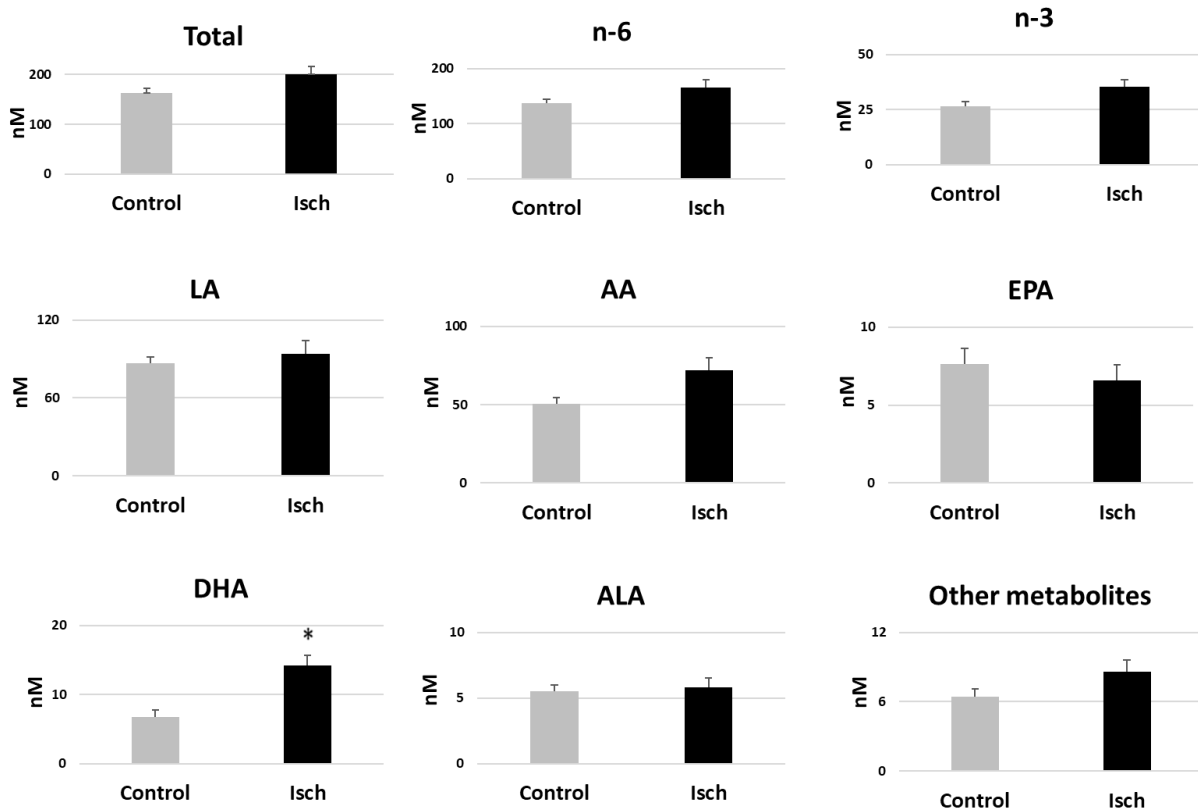 Total
nM
200
100
0
Control Isch
n-6
nM
200
100
0
Control Isch
n-3
nM
50
25
0
Control Isch
LA
nM
120
60
0
Control Isch
AA
nM
100
50
0
Control Isch
EPA
nM
10
5
0
Control Isch
DHA
nM
20
10
0
*
Control Isch
ALA
nM
10
5
0
Control Isch
Other metabolites
nM
12
6
0
Control Isch